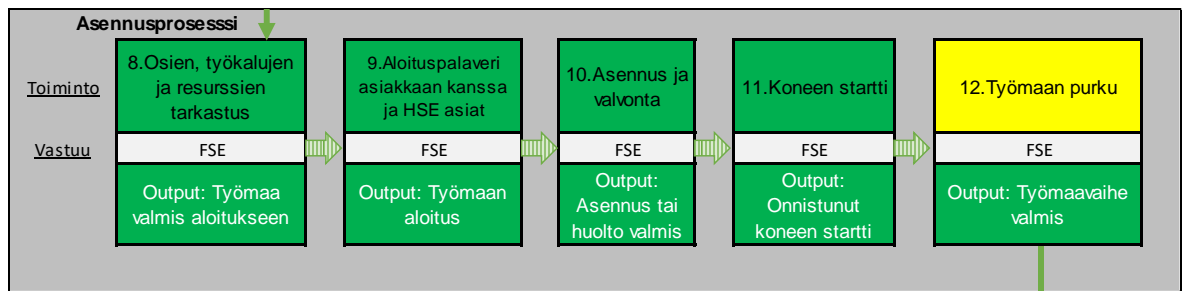 Asennusprosesssi
Toiminto
8.Osien, työkalujen
ja resurssien
tarkastus
9.Aloituspalaveri
asiakkaan kanssa
ja HSE asiat
10.Asennus ja
valvonta
11.Koneen startti
12.Työmaan purku
Vastuu
FSE
FSE
FSE
FSE
FSE
Output: Työmaa
valmis aloitukseen
Output: Työmaan
aloitus
Output:
Asennus tai
huolto valmis
Output:
Onnistunut
koneen startti
Output: Työmaavaihe
valmis